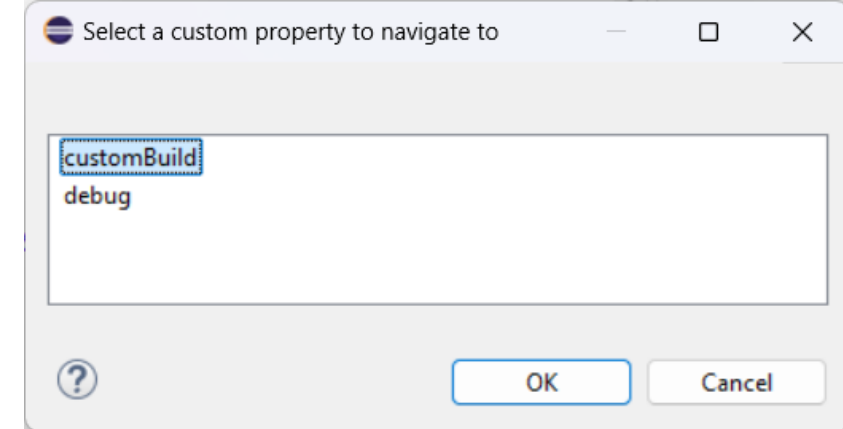 Select a custom property to navigate to
customBuild
debug
?
OK
Cancel